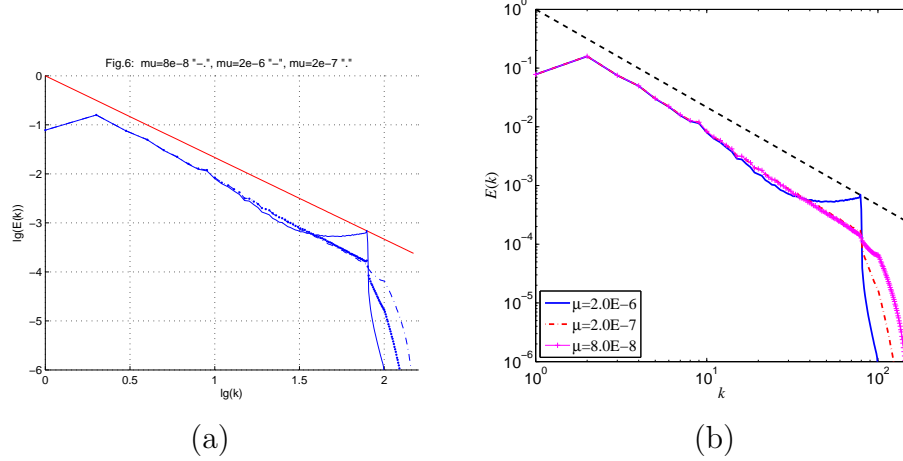 Fig.6: mu=8e-8 "-.", mu=2e-6 "-", mu=2e-7 "."
0
-1
-2
-3
-4
-5
-6
lg(E(k))
0
0.5
1
1.5
2
lg(k)
(a)
10^0
10^-1
10^-2
10^-3
10^-4
10^-5
10^-6
E(k)
μ=2.0E-6
μ=2.0E-7
μ=8.0E-8
10^0
10^1
10^2
k
(b)